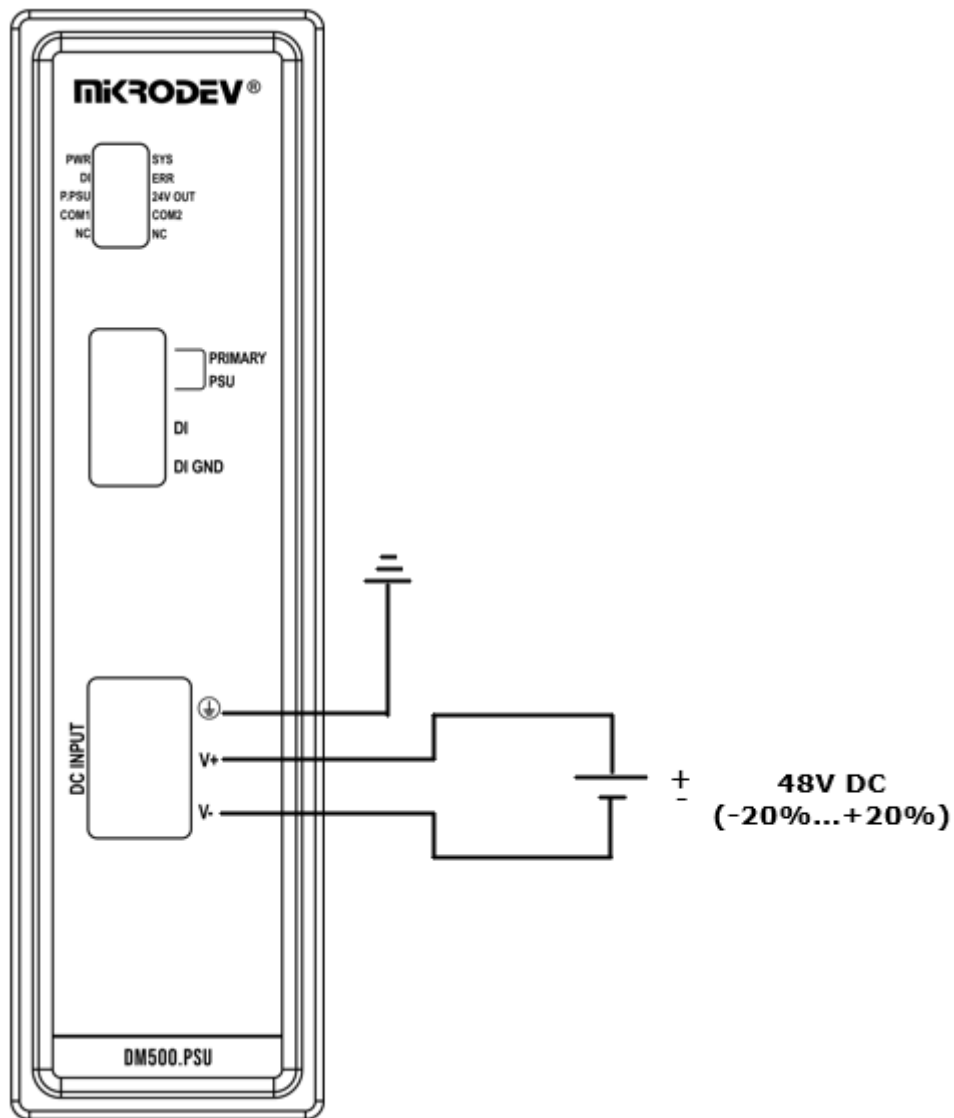 MiKRODEV®
PWR SYS
DI ERR
P.PSU 24V OUT
COM1 COM2
NC NC
PRIMARY
PSU
DI
DI GND
DC INPUT
V+
V-
+
-
48V DC
(-20%...+20%)
DM500.PSU